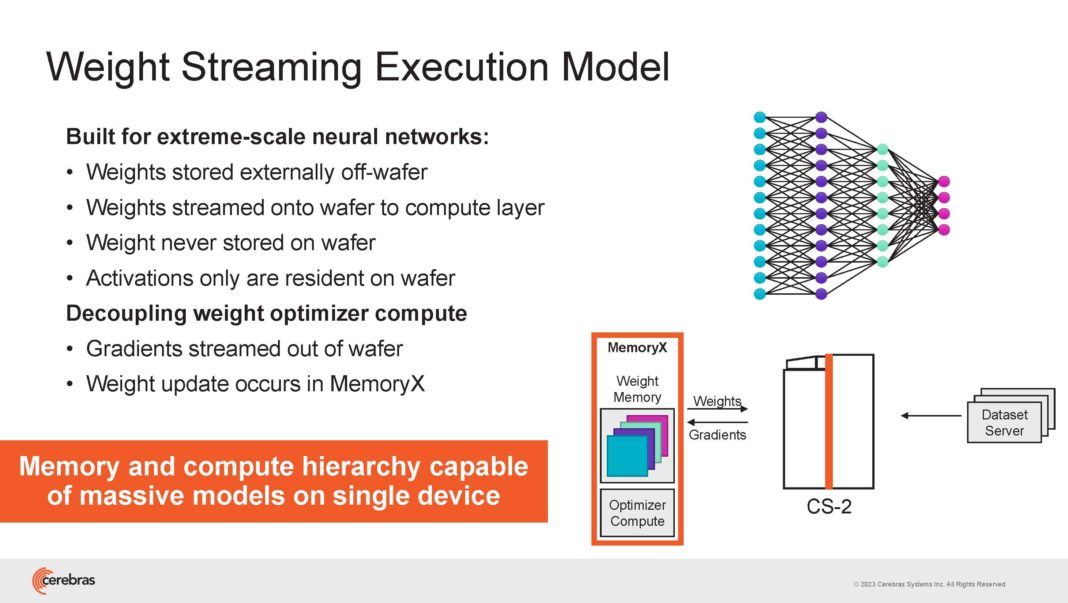 Weight Streaming Execution Model
Built for extreme-scale neural networks:
• Weights stored externally off-wafer
• Weights streamed onto wafer to compute layer
• Weight never stored on wafer
• Activations only are resident on wafer
Decoupling weight optimizer compute
• Gradients streamed out of wafer
• Weight update occurs in MemoryX
Memory and compute hierarchy capable
of massive models on single device
MemoryX
Weight
Memory
Optimizer
Compute
Weights
Gradients
CS-2
Dataset
Server
cerebras
© 2023 Cerebras Systems Inc. All Rights Reserved